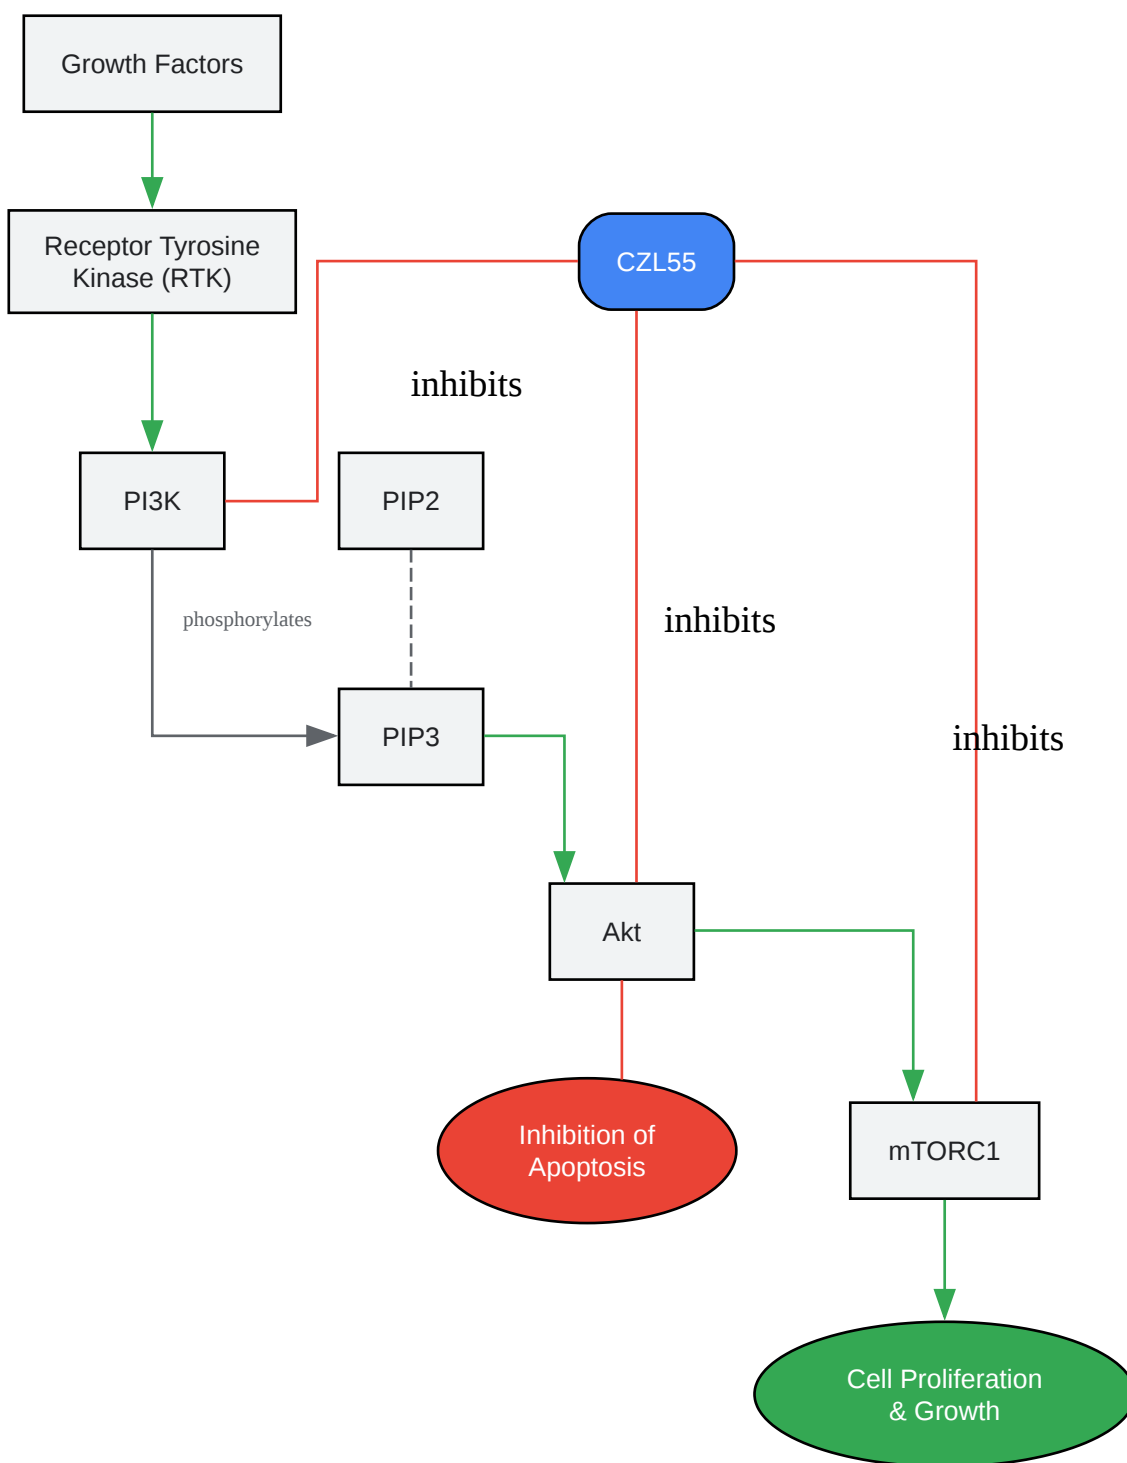 Growth Factors
Receptor Tyrosine
Kinase (RTK)
CZL55
inhibits
PI3K
PIP2
phosphorylates
inhibits
PIP3
inhibits
Akt
Inhibition of
Apoptosis
mTORC1
Cell Proliferation
& Growth